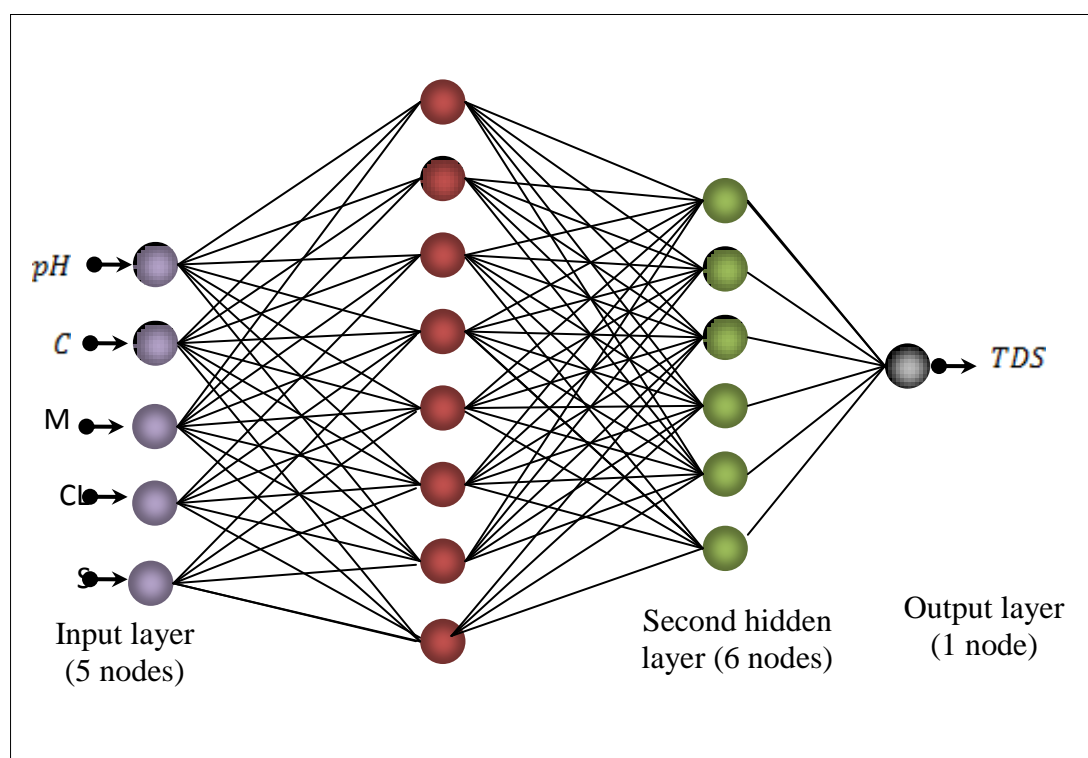 pH
C
M
CL
S
TDS
Input layer
(5 nodes)
Second hidden
layer (6 nodes)
Output layer
(1 node)